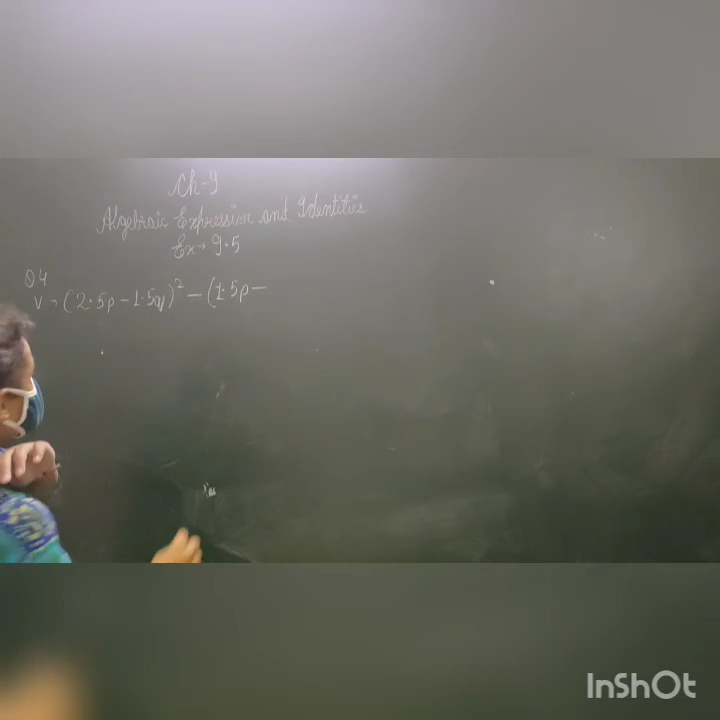 Ch-9
Algebraic Expression and Identities
Ex→ 9.5
Q4
v → (2.5p - 1.5q)² - (1.5p -
InShOt